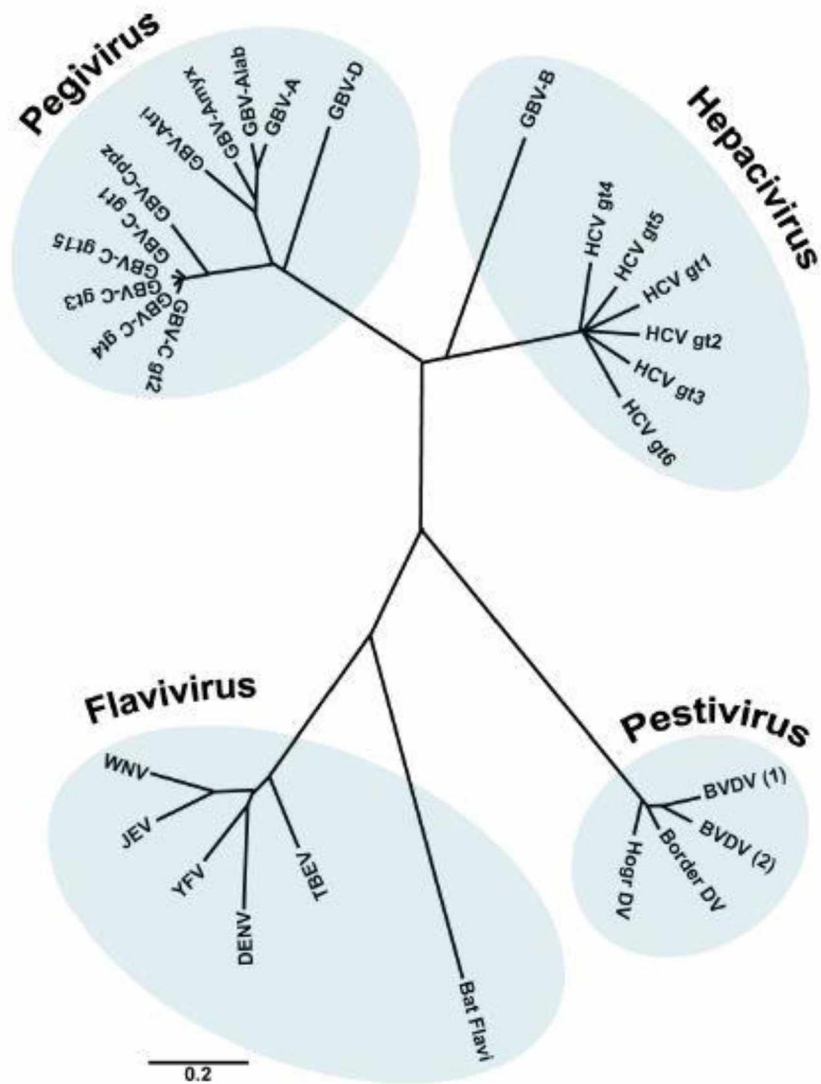 Pegivirus
GBV-Atri
GBV-Amyx
GBV-Alab
GBV-A
GBV-D
GBV-Cppz
GBV-C gt1
GBV-C gt15
GBV-C gt3
GBV-C gt4
GBV-C gt2
Hepacivirus
GBV-B
HCV gt4
HCV gt5
HCV gt1
HCV gt2
HCV gt3
HCV gt6
Flavivirus
WNV
JEV
YFV
DENV
TBEV
Bat Flavi
Pestivirus
BVDV (1)
BVDV (2)
Border DV
Hogr DV
0.2